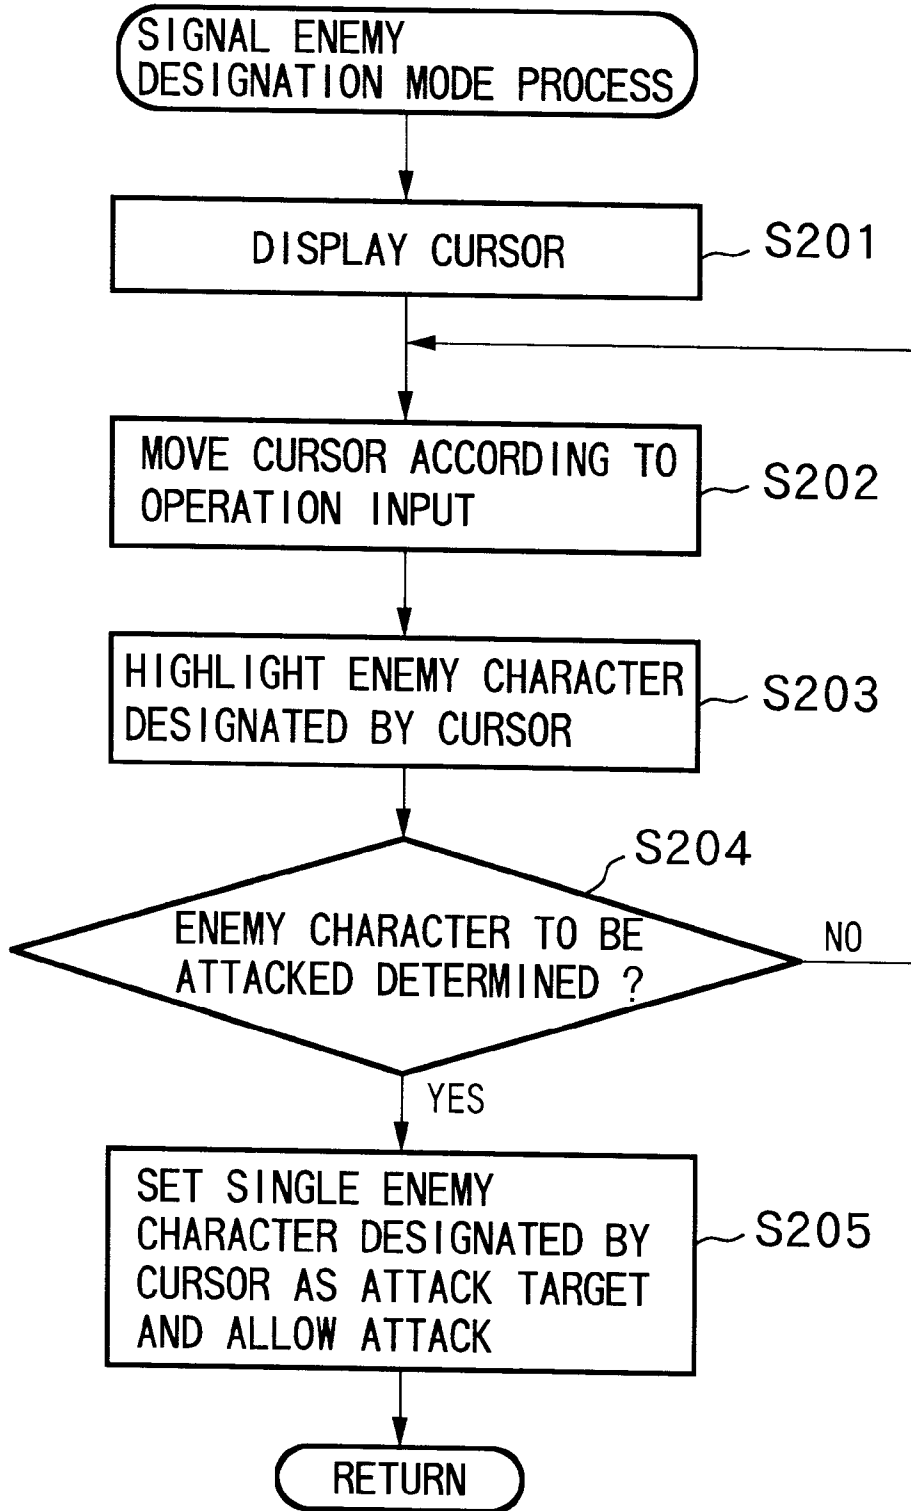 SIGNAL ENEMY
DESIGNATION MODE PROCESS
DISPLAY CURSOR
S201
MOVE CURSOR ACCORDING TO
OPERATION INPUT
S202
HIGHLIGHT ENEMY CHARACTER
DESIGNATED BY CURSOR
S203
S204
ENEMY CHARACTER TO BE
ATTACKED DETERMINED ?
NO
YES
SET SINGLE ENEMY
CHARACTER DESIGNATED BY
CURSOR AS ATTACK TARGET
AND ALLOW ATTACK
S205
RETURN